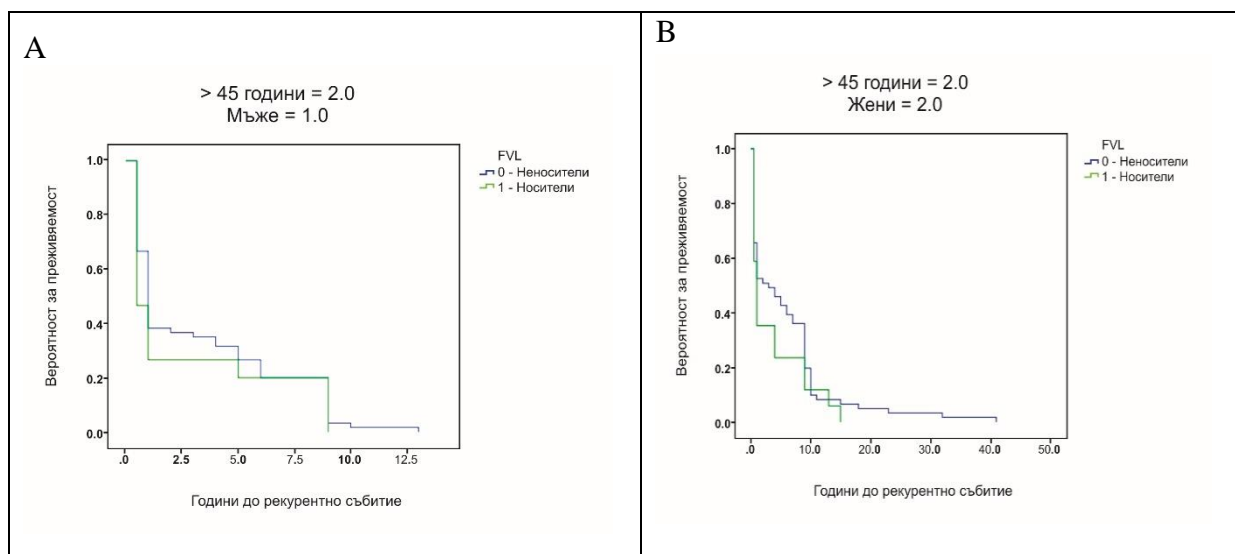 A
> 45 години = 2.0
Мъже = 1.0
FVL
0 - Неносители
1 - Носители
Вероятност за преживяемост
1.0
0.8
0.6
0.4
0.2
0.0
.0
2.5
5.0
7.5
10.0
12.5
Години до рекурентно събитие
B
> 45 години = 2.0
Жени = 2.0
FVL
0 - Неносители
1 - Носители
Вероятност за преживяемост
1.0
0.8
0.6
0.4
0.2
0.0
.0
10.0
20.0
30.0
40.0
50.0
Години до рекурентно събитие